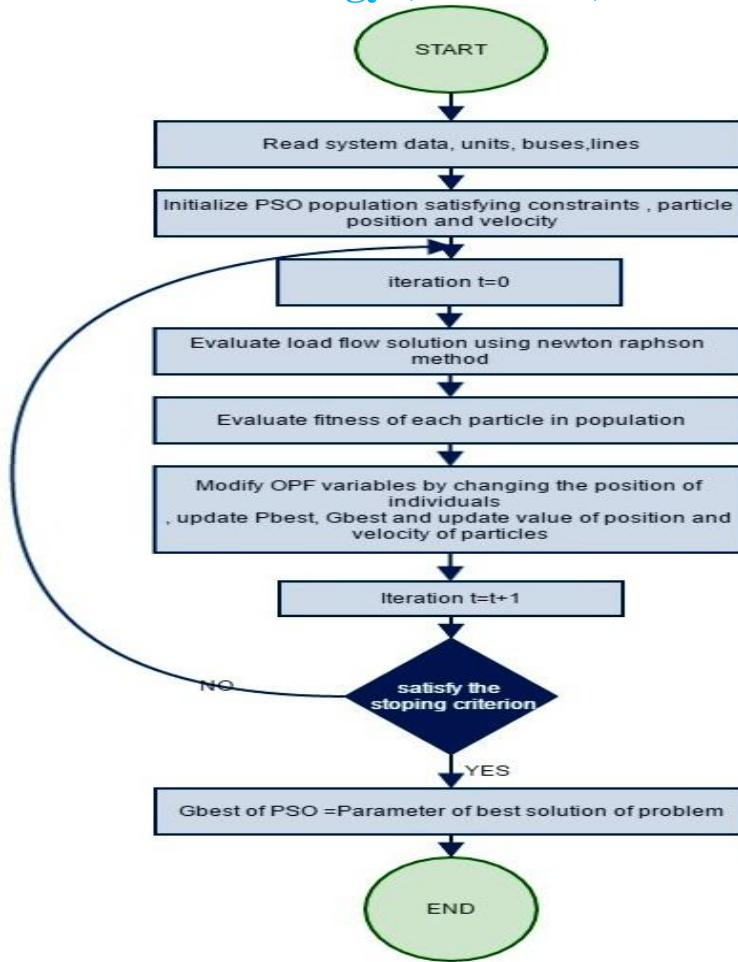 START
Read system data, units, buses,lines
Initialize PSO population satisfying constraints , particle
position and velocity
iteration t=0
Evaluate load flow solution using newton raphson
method
Evaluate fitness of each particle in population
Modify OPF variables by changing the position of
individuals
, update Pbest, Gbest and update value of position and
velocity of particles
Iteration t=t+1
satisfy the
stoping criterion
NO
YES
Gbest of PSO =Parameter of best solution of problem
END